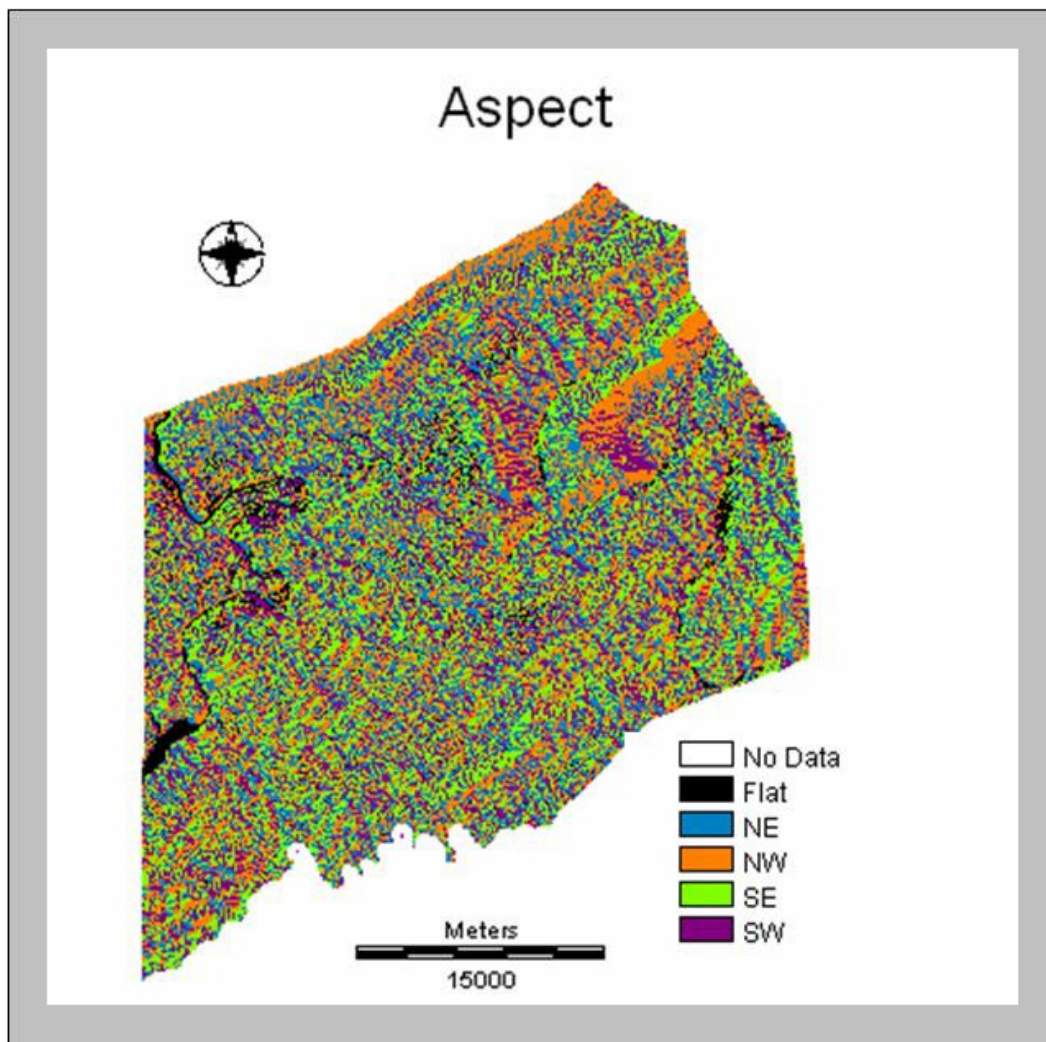 Aspect
No Data
Flat
NE
NW
SE
SW
Meters
15000